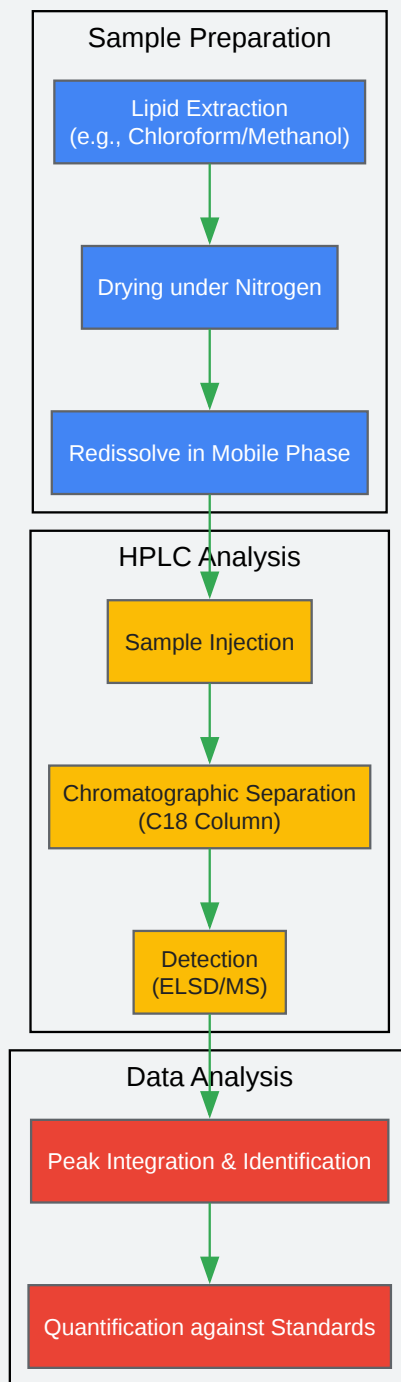 Sample Preparation
Lipid Extraction
(e.g., Chloroform/Methanol)
Drying under Nitrogen
Redissolve in Mobile Phase
HPLC Analysis
Sample Injection
Chromatographic Separation
(C18 Column)
Detection
(ELSD/MS)
Data Analysis
Peak Integration & Identification
Quantification against Standards